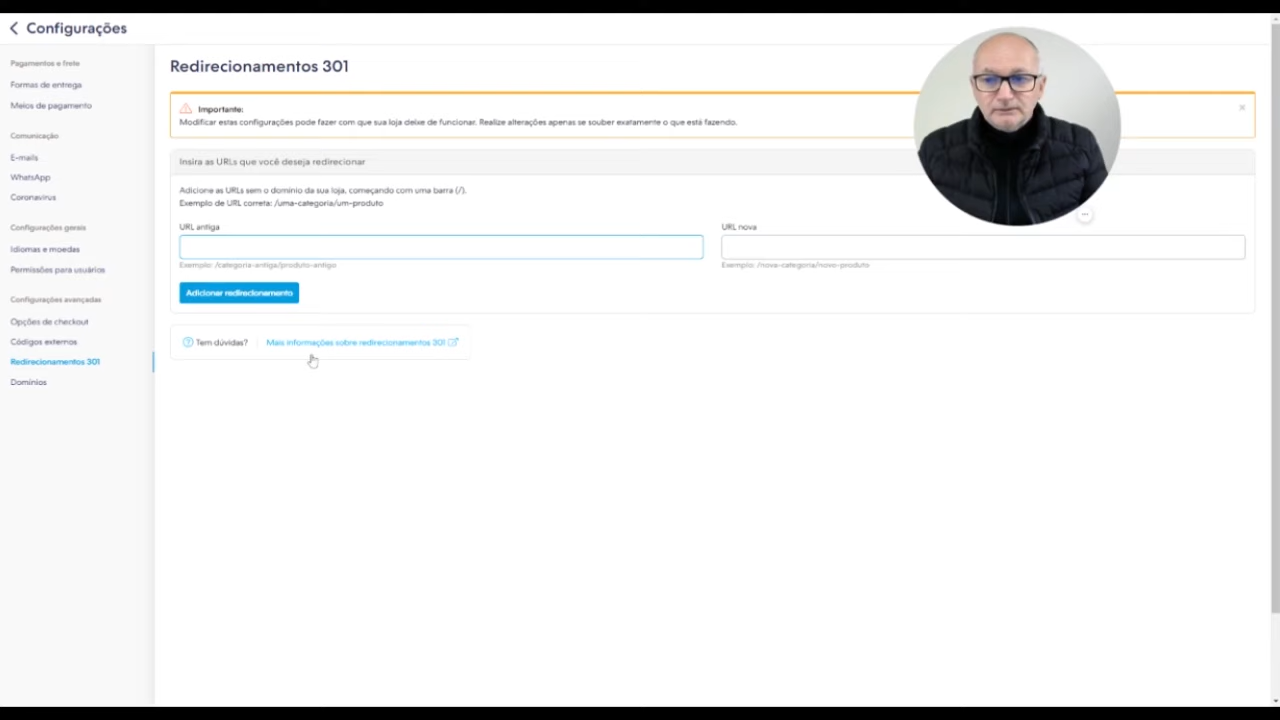 Configurações
Pagamentos e frete
Formas de entrega
Meios de pagamento
Comunicação
E-mails
WhatsApp
Coronavírus
Configurações gerais
Idiomas e moedas
Permissões para usuários
Configurações avançadas
Opções de checkout
Códigos externos
Redirecionamentos 301
Domínios
Redirecionamentos 301
Importante:
Modificar estas configurações pode fazer com que sua loja deixe de funcionar. Realize alterações apenas se souber exatamente o que está fazendo.
Insira as URLs que você deseja redirecionar
Adicione as URLs sem o domínio da sua loja, começando com uma barra (/).
Exemplo de URL correta: /uma-categoria/um-produto
URL antiga
URL nova
Exemplo: /categoria-antiga/produto-antigo
Exemplo: /nova-categoria/novo-produto
Adicionar redirecionamento
Tem dúvidas?
Mais informações sobre redirecionamentos 301